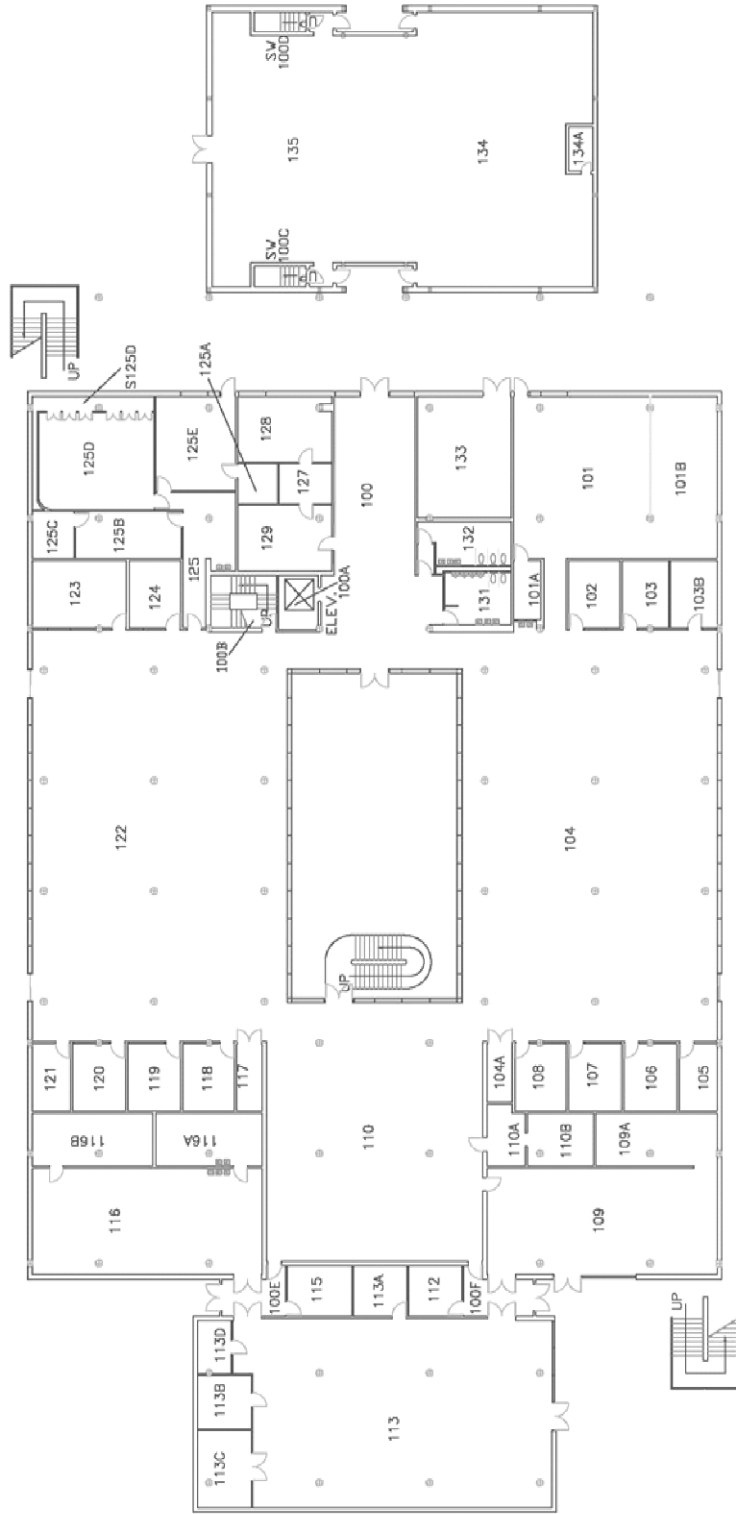 SW
100D
135
134
134A
SW
100C
UP
S125D
125A
125D
125E
128
125C
125B
127
100
133
101
101B
123
124
125
129
132
131
101A
102
103
103B
UP
ELEV.
100A
100B
122
104
UP
121
120
119
118
117
104A
108
107
106
105
116B
116A
110
110A
110B
109A
116
109
100E
115
113A
112
100F
UP
113D
113B
113C
113